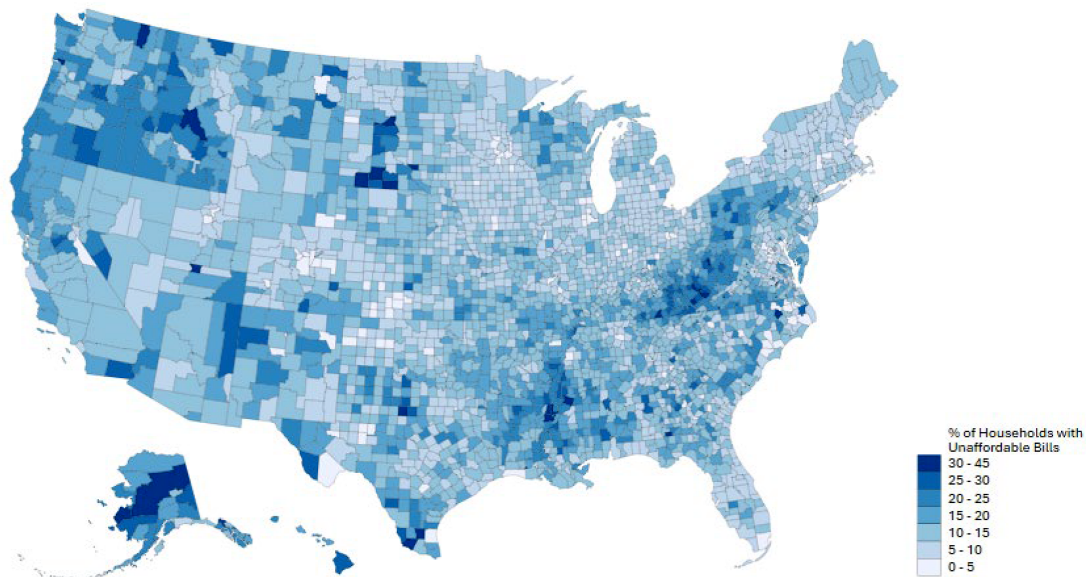 % of Households with
Unaffordable Bills
30 - 45
25 - 30
20 - 25
15 - 20
10 - 15
5 - 10
0 - 5